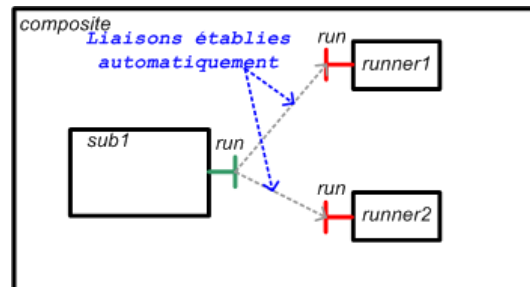 composite
Liaisons établies
automatiquement
run
runner1
sub1
run
run
runner2